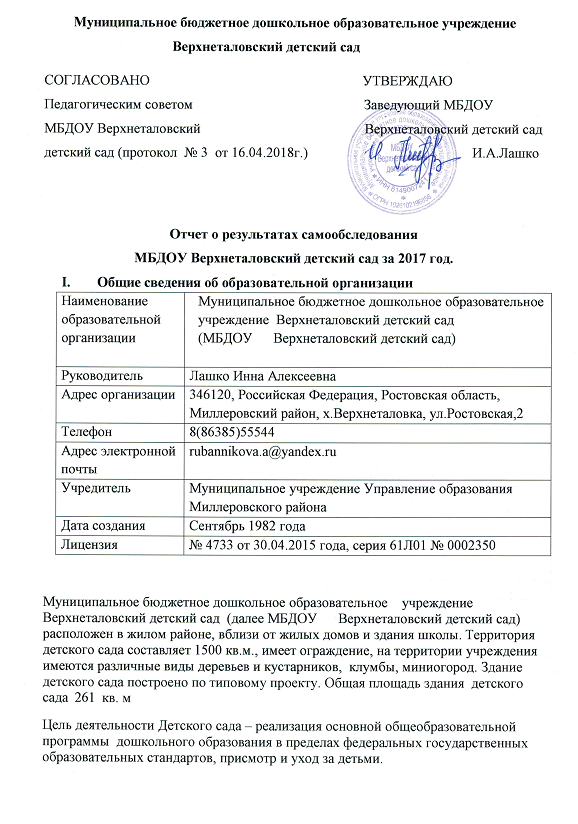 Муниципальное бюджетное дошкольное образовательное учреждение
Верхнеталовский детский сад
СОГЛАСОВАНО УТВЕРЖДАЮ
Педагогическим советом Заведующий МБДОУ
МБДОУ Верхнеталовский Верхнеталовский детский сад
детский сад (протокол № 3 от 16.04.2018г.) И.А.Лашко
Отчет о результатах самообследования
МБДОУ Верхнеталовский детский сад за 2017 год.
I. Общие сведения об образовательной организации
Наименование Муниципальное бюджетное дошкольное образовательное
образовательной учреждение Верхнеталовский детский сад
организации (МБДОУ Верхнеталовский детский сад)
Руководитель Лашко Инна Алексеевна
Адрес организации 346120, Российская Федерация, Ростовская область,
Миллеровский район, х.Верхнеталовка, ул.Ростовская,2
Телефон 8(86385)55544
Адрес электронной rubannikova.a@yandex.ru
почты
Учредитель Муниципальное учреждение Управление образования
Миллеровского района
Дата создания Сентябрь 1982 года
Лицензия № 4733 от 30.04.2015 года, серия 61Л01 № 0002350
Муниципальное бюджетное дошкольное образовательное учреждение
Верхнеталовский детский сад (далее МБДОУ Верхнеталовский детский сад)
расположен в жилом районе, вблизи от жилых домов и здания школы. Территория
детского сада составляет 1500 кв.м., имеет ограждение, на территории учреждения
имеются различные виды деревьев и кустарников, клумбы, миниогород. Здание
детского сада построено по типовому проекту. Общая площадь здания детского
сада 261 кв. м
Цель деятельности Детского сада – реализация основной общеобразовательной
программы дошкольного образования в пределах федеральных государственных
образовательных стандартов, присмотр и уход за детьми.